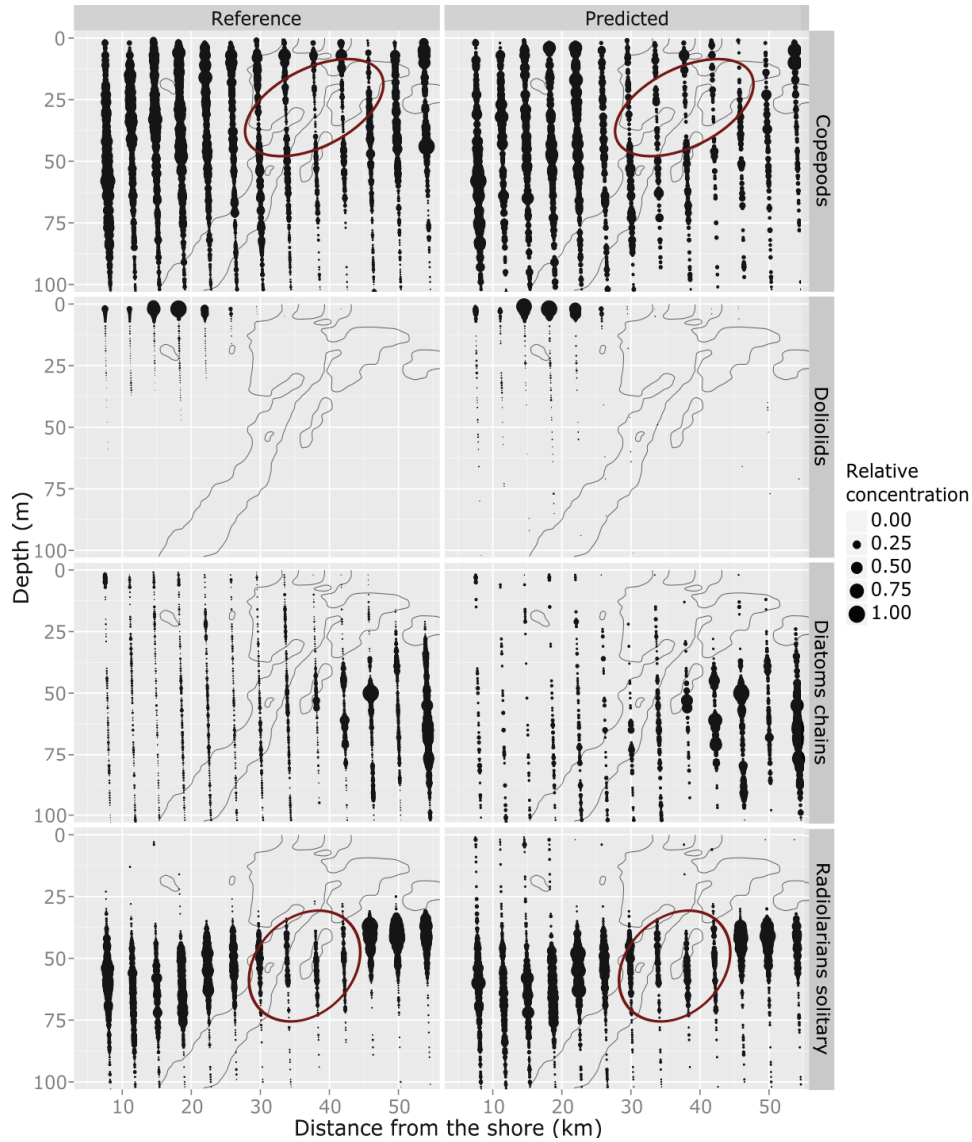 Reference Predicted
0
25
50
75
100
Copepods
0
25
50
75
100
Doliolids
0
25
50
75
100
Diatoms chains
0
25
50
75
100
Radiolarians solitary
Depth (m)
10 20 30 40 50 10 20 30 40 50
Distance from the shore (km)
Relative
concentration
0.00
0.25
0.50
0.75
1.00